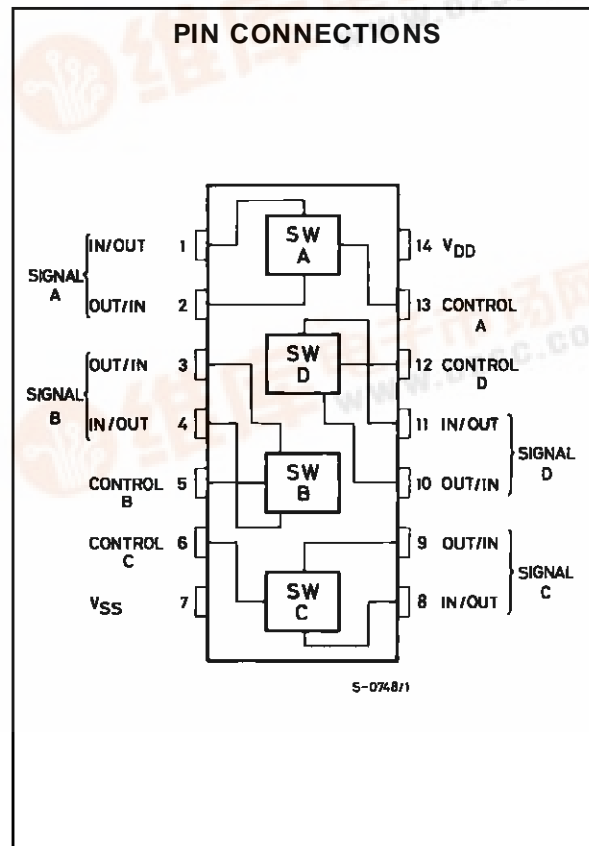 PIN CONNECTIONS
IN/OUT 1
SIGNAL A
OUT/IN 2
OUT/IN 3
SIGNAL B
IN/OUT 4
CONTROL B 5
CONTROL C 6
VSS 7
SW A
SW D
SW B
SW C
14 VDD
13 CONTROL A
12 CONTROL D
11 IN/OUT
SIGNAL D
10 OUT/IN
9 OUT/IN
SIGNAL C
8 IN/OUT
S-0748/1